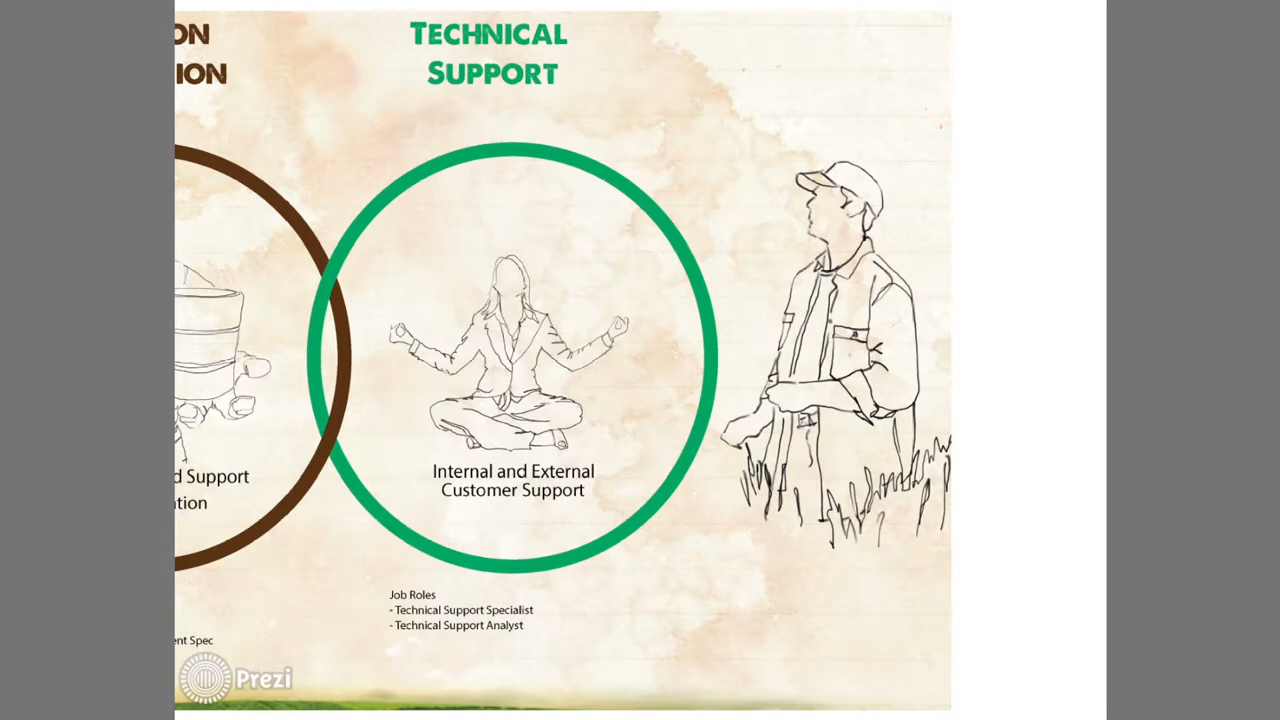 ON
ION
TECHNICAL
SUPPORT
d Support
ation
Internal and External
Customer Support
Job Roles
- Technical Support Specialist
- Technical Support Analyst
ent Spec
Prezi